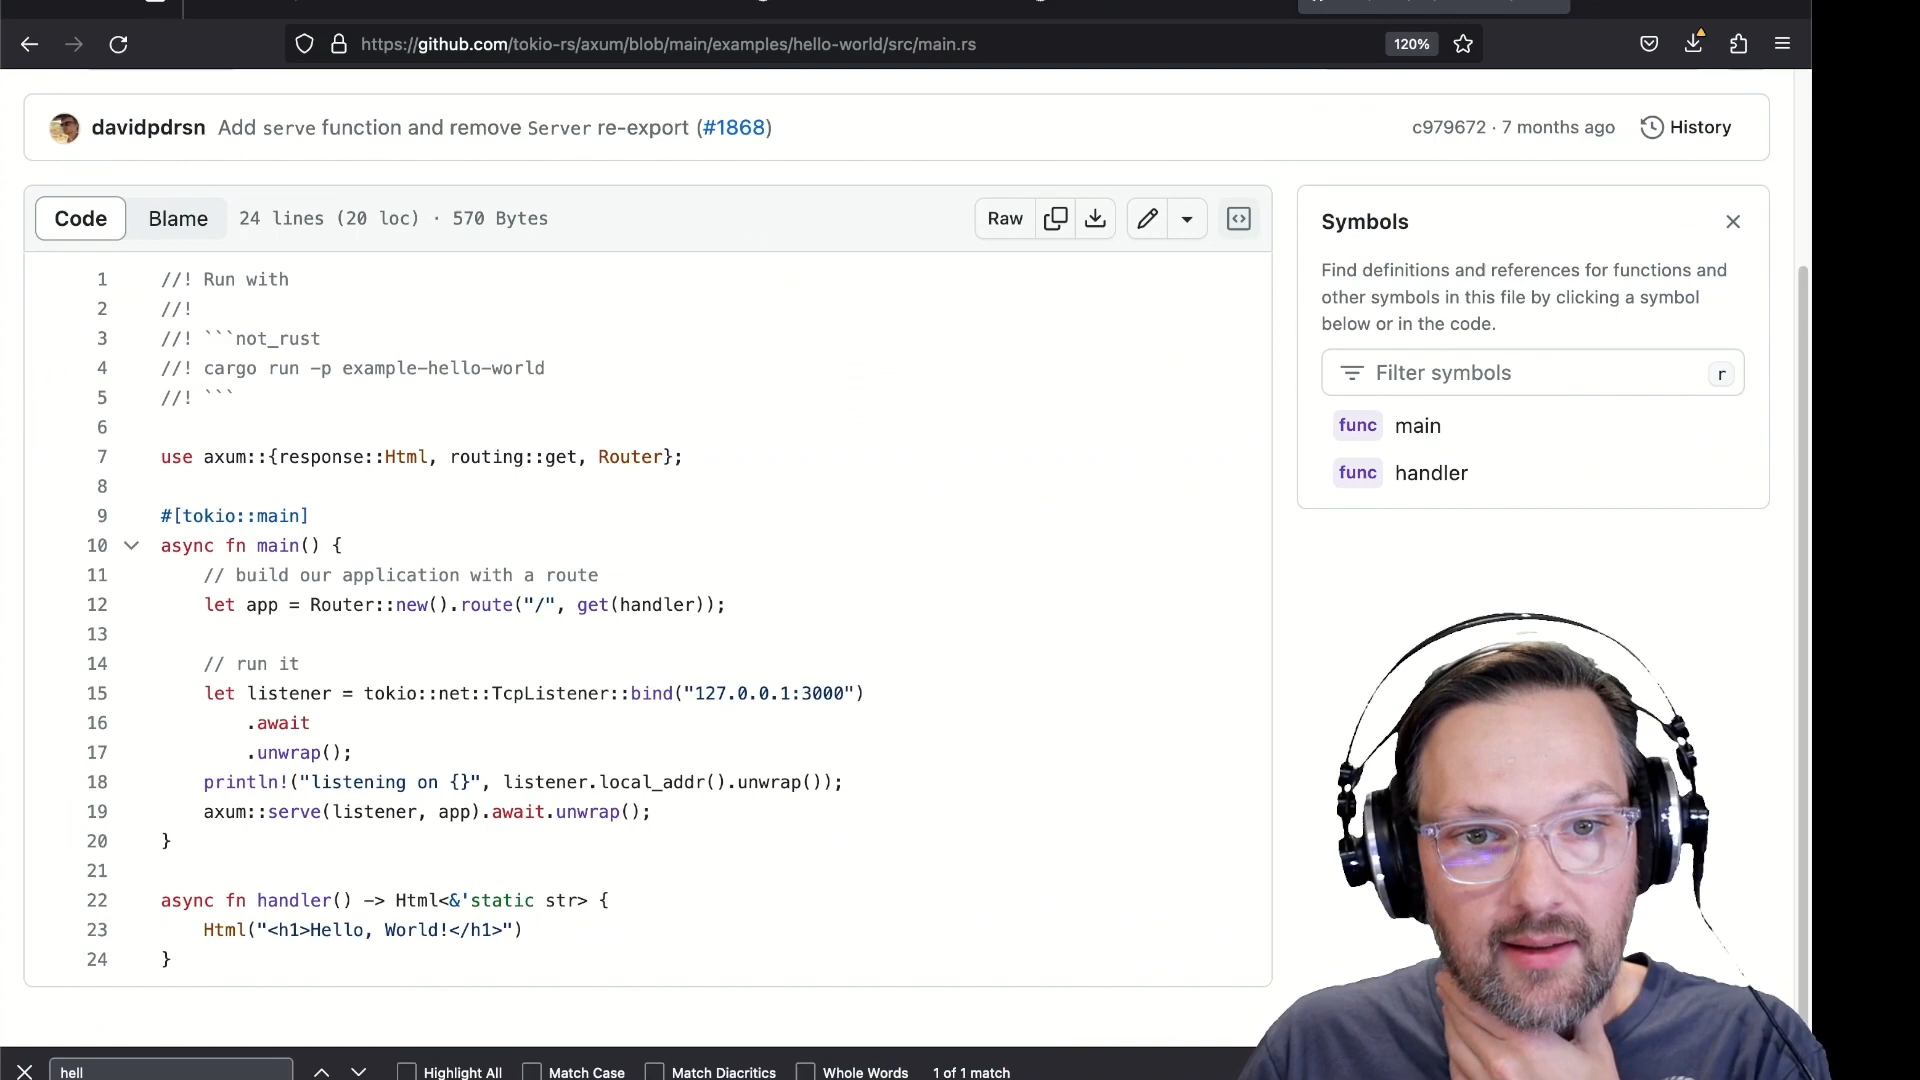 https://github.com/tokio-rs/axum/blob/main/examples/hello-world/src/main.rs
120%
davidpdrsn Add serve function and remove Server re-export (#1868)
c979672 · 7 months ago
History
Code
Blame
24 lines (20 loc) · 570 Bytes
Raw
1 //! Run with
2 //!
3 //! ```not_rust
4 //! cargo run -p example-hello-world
5 //! ```
6
7 use axum::{response::Html, routing::get, Router};
8
9 #[tokio::main]
10 async fn main() {
11 // build our application with a route
12 let app = Router::new().route("/", get(handler));
13
14 // run it
15 let listener = tokio::net::TcpListener::bind("127.0.0.1:3000")
16 .await
17 .unwrap();
18 println!("listening on {}", listener.local_addr().unwrap());
19 axum::serve(listener, app).await.unwrap();
20 }
21
22 async fn handler() -> Html<&'static str> {
23 Html("<h1>Hello, World!</h1>")
24 }
Symbols
Find definitions and references for functions and
other symbols in this file by clicking a symbol
below or in the code.
Filter symbols
r
func main
func handler
hell
Highlight All
Match Case
Match Diacritics
Whole Words
1 of 1 match